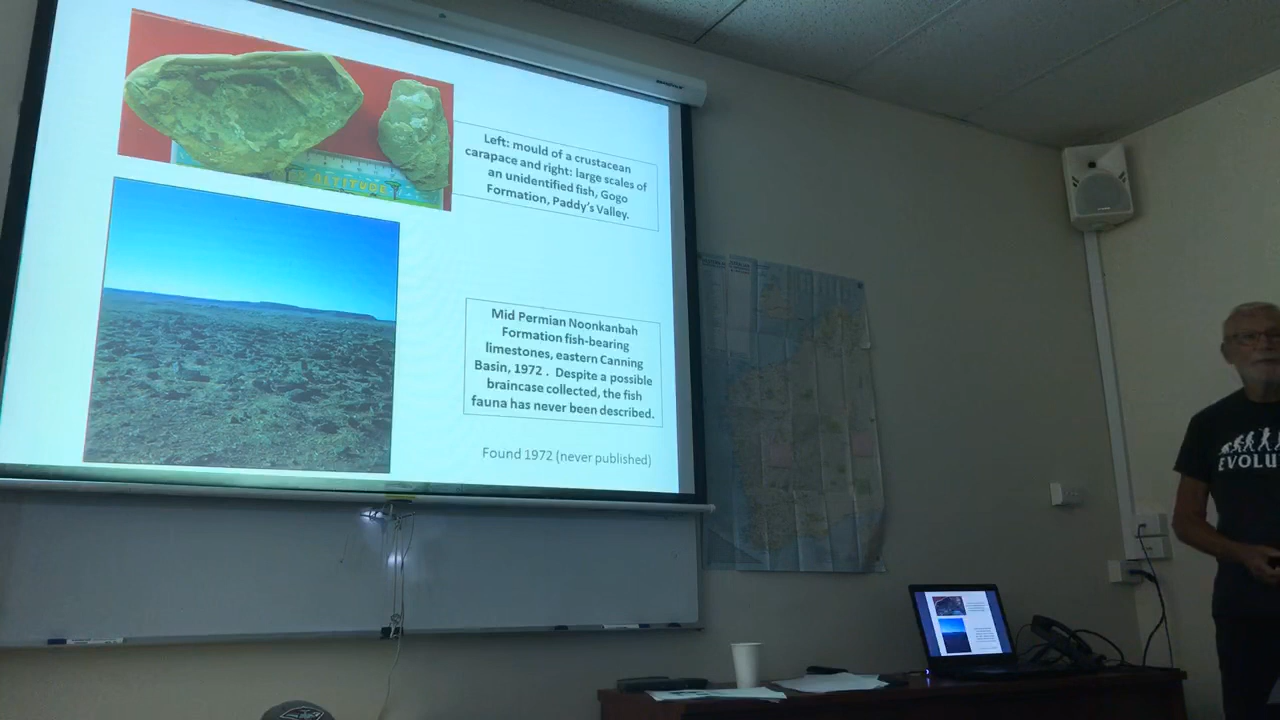 ALTITUDE
Left: mould of a crustacean
carapace and right: large scales of
an unidentified fish, Gogo
Formation, Paddy's Valley.
Mid Permian Noonkanbah
Formation fish-bearing
limestones, eastern Canning
Basin, 1972 . Despite a possible
braincase collected, the fish
fauna has never been described.
Found 1972 (never published)
EVOLU